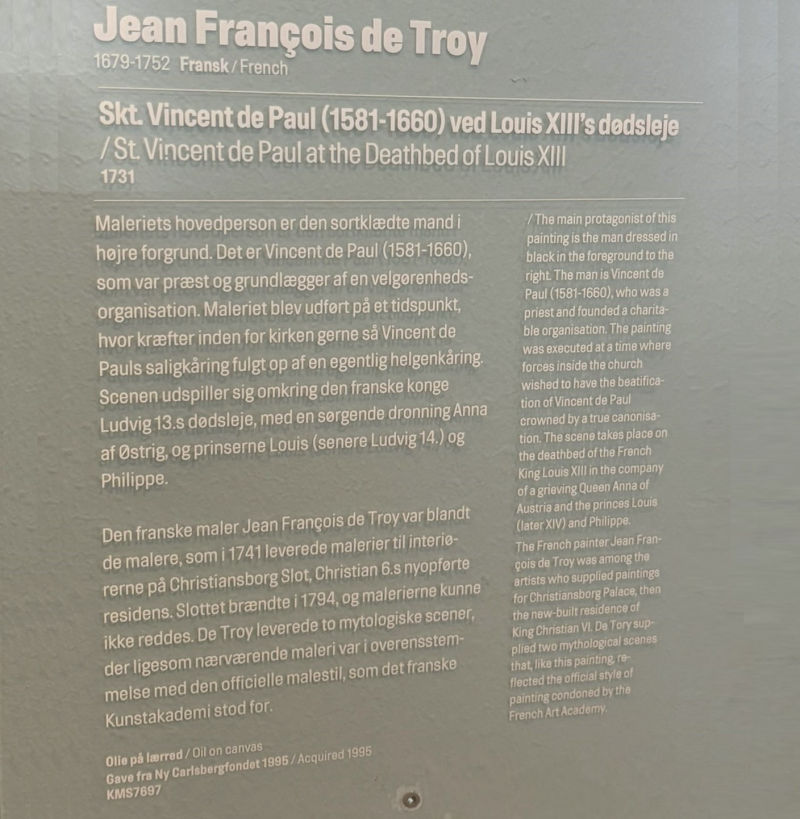 Jean François de Troy
1679-1752 Fransk / French
Skt. Vincent de Paul (1581-1660) ved Louis XIII's dødsleje
/ St. Vincent de Paul at the Deathbed of Louis XIII
1731
Maleriets hovedperson er den sortklædte mand i
højre forgrund. Det er Vincent de Paul (1581-1660),
som var præst og grundlægger af en velgørenheds-
organisation. Maleriet blev udført på et tidspunkt,
hvor kræfter inden for kirken gerne så Vincent de
Pauls saligkåring fulgt op af en egentlig helgenkåring.
Scenen udspiller sig omkring den franske konge
Ludvig 13.s dødsleje, med en sørgende dronning Anna
af Østrig, og prinserne Louis (senere Ludvig 14.) og
Philippe.
Den franske maler Jean François de Troy var blandt
de malere, som i 1741 leverede malerier til interiø-
rerne på Christiansborg Slot, Christian 6.s nyopførte
residens. Slottet brændte i 1794, og malerierne kunne
ikke reddes. De Troy leverede to mytologiske scener,
der ligesom nærværende maleri var i overensstem-
melse med den officielle malestil, som det franske
Kunstakademi stod for.
/ The main protagonist of this
painting is the man dressed in
black in the foreground to the
right. The man is Vincent de
Paul (1581-1660), who was a
priest and founded a charita-
ble organisation. The painting
was executed at a time where
forces inside the church
wished to have the beatifica-
tion of Vincent de Paul
crowned by a true canonisa-
tion. The scene takes place on
the deathbed of the French
King Louis XIII in the company
of a grieving Queen Anna of
Austria and the princes Louis
(later XIV) and Philippe.
The French painter Jean Fran-
çois de Troy was among the
artists who supplied paintings
for Christiansborg Palace, then
the new-built residence of
King Christian VI. De Tory sup-
plied two mythological scenes
that, like this painting, re-
flected the official style of
painting condoned by the
French Art Academy.
Olie på lærred / Oil on canvas
Gave fra Ny Carlsbergfondet 1995 / Acquired 1995
KMS7697